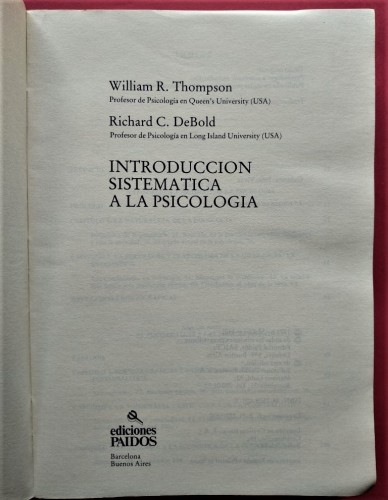 William R. Thompson
Profesor de Psicologia en Queen's University (USA)
Richard C. DeBold
Profesor de Psicología en Long Island University (USA)
INTRODUCCION
SISTEMATICA
A LA PSICOLOGIA
ediciones
PAIDOS
Barcelona
Buenos Aires